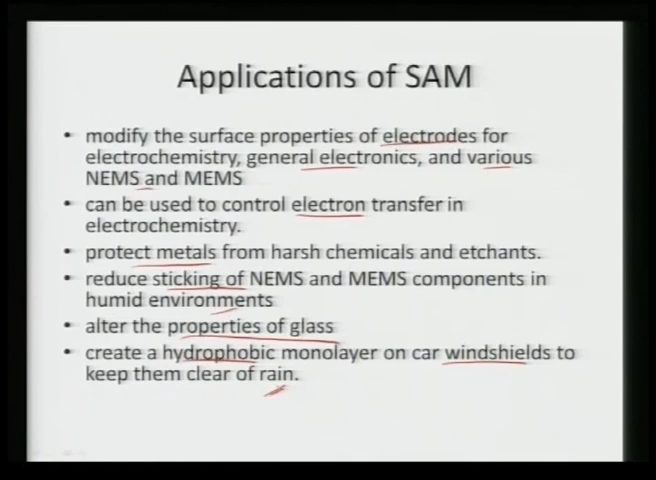 Applications of SAM
• modify the surface properties of electrodes for
electrochemistry, general electronics, and various
NEMS and MEMS
• can be used to control electron transfer in
electrochemistry.
• protect metals from harsh chemicals and etchants.
• reduce sticking of NEMS and MEMS components in
humid environments
• alter the properties of glass
• create a hydrophobic monolayer on car windshields to
keep them clear of rain.